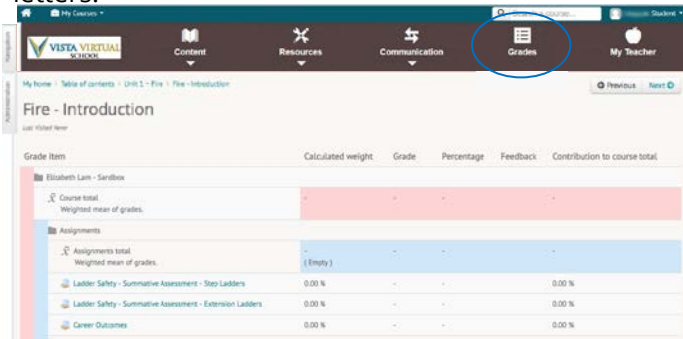 letters.
My Courses
Search a course...
Student
Navigation
VISTA VIRTUAL
SCHOOL
Content
Resources
Communication
Grades
My Teacher
Administration
My home Table of contents Unit 1 - Fire Fire - Introduction
Previous Next
Fire - Introduction
Last Visited Never
Grade item Calculated weight Grade Percentage Feedback Contribution to course total
Elizabeth Lam - Sandbox
Course total - - - -
Weighted mean of grades.
Assignments
Assignments total - - - -
Weighted mean of grades. ( Empty )
Ladder Safety - Summative Assessment - Step Ladders 0.00 % - - 0.00 %
Ladder Safety - Summative Assessment - Extension Ladders 0.00 % - - 0.00 %
Career Outcomes 0.00 % - - 0.00 %